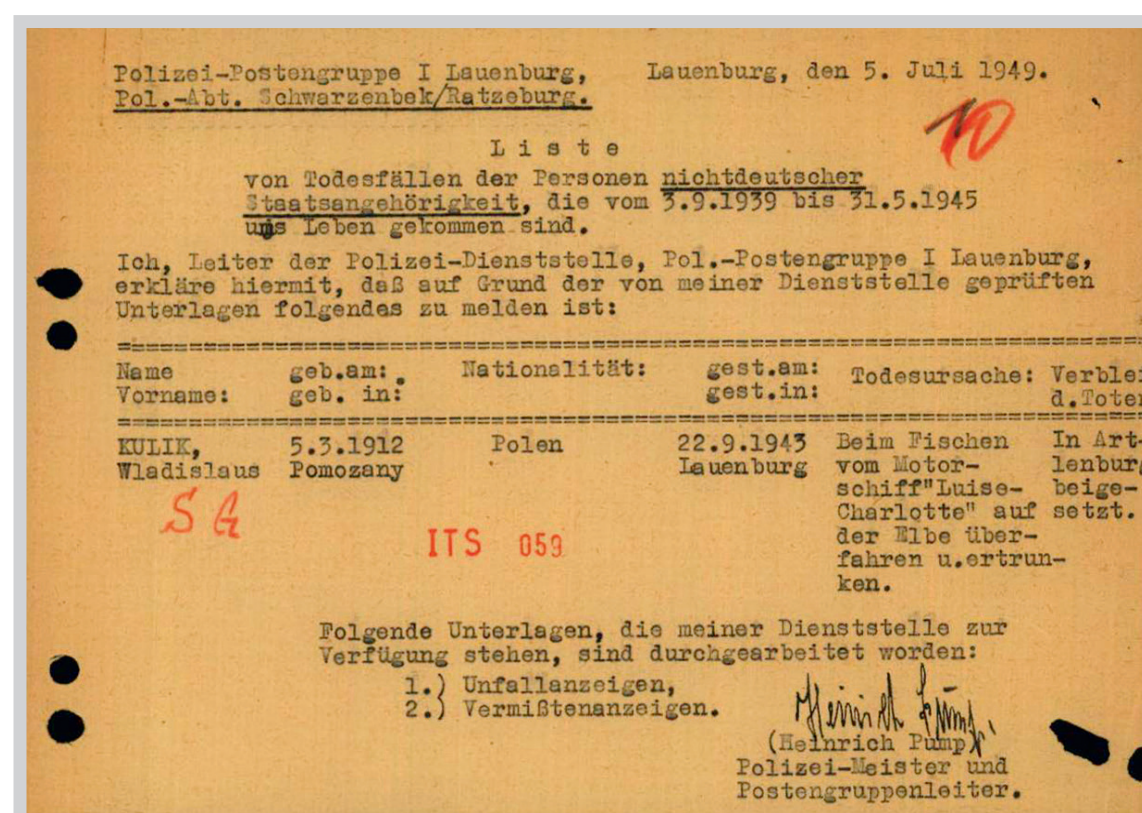 Polizei-Postengruppe I Lauenburg, Lauenburg, den 5. Juli 1949.
Pol.-Abt. Schwarzenbek/Ratzeburg.
10
L i s t e
von Todesfällen der Personen nichtdeutscher
Staatsangehörigkeit, die vom 3.9.1939 bis 31.5.1945
ums Leben gekommen sind.
Ich, Leiter der Polizei-Dienststelle, Pol.-Postengruppe I Lauenburg,
erkläre hiermit, daß auf Grund der von meiner Dienststelle geprüften
Unterlagen folgendes zu melden ist:
Name geb.am: Nationalität: gest.am: Todesursache: Verblei
Vorname: geb. in: gest.in: d.Toten
KULIK, 5.3.1912 Polen 22.9.1943 Beim Fischen In Art-
Wladislaus Pomozany Lauenburg vom Motor- lenburg
schiff"Luise- beige-
Charlotte" auf setzt.
der Elbe über-
fahren u.ertrun-
ken.
S G
ITS 059
Folgende Unterlagen, die meiner Dienststelle zur
Verfügung stehen, sind durchgearbeitet worden:
1.) Unfallanzeigen,
2.) Vermißtenanzeigen.
Heinrich Pump.
(Heinrich Pump)
Polizei-Meister und
Postengruppenleiter.